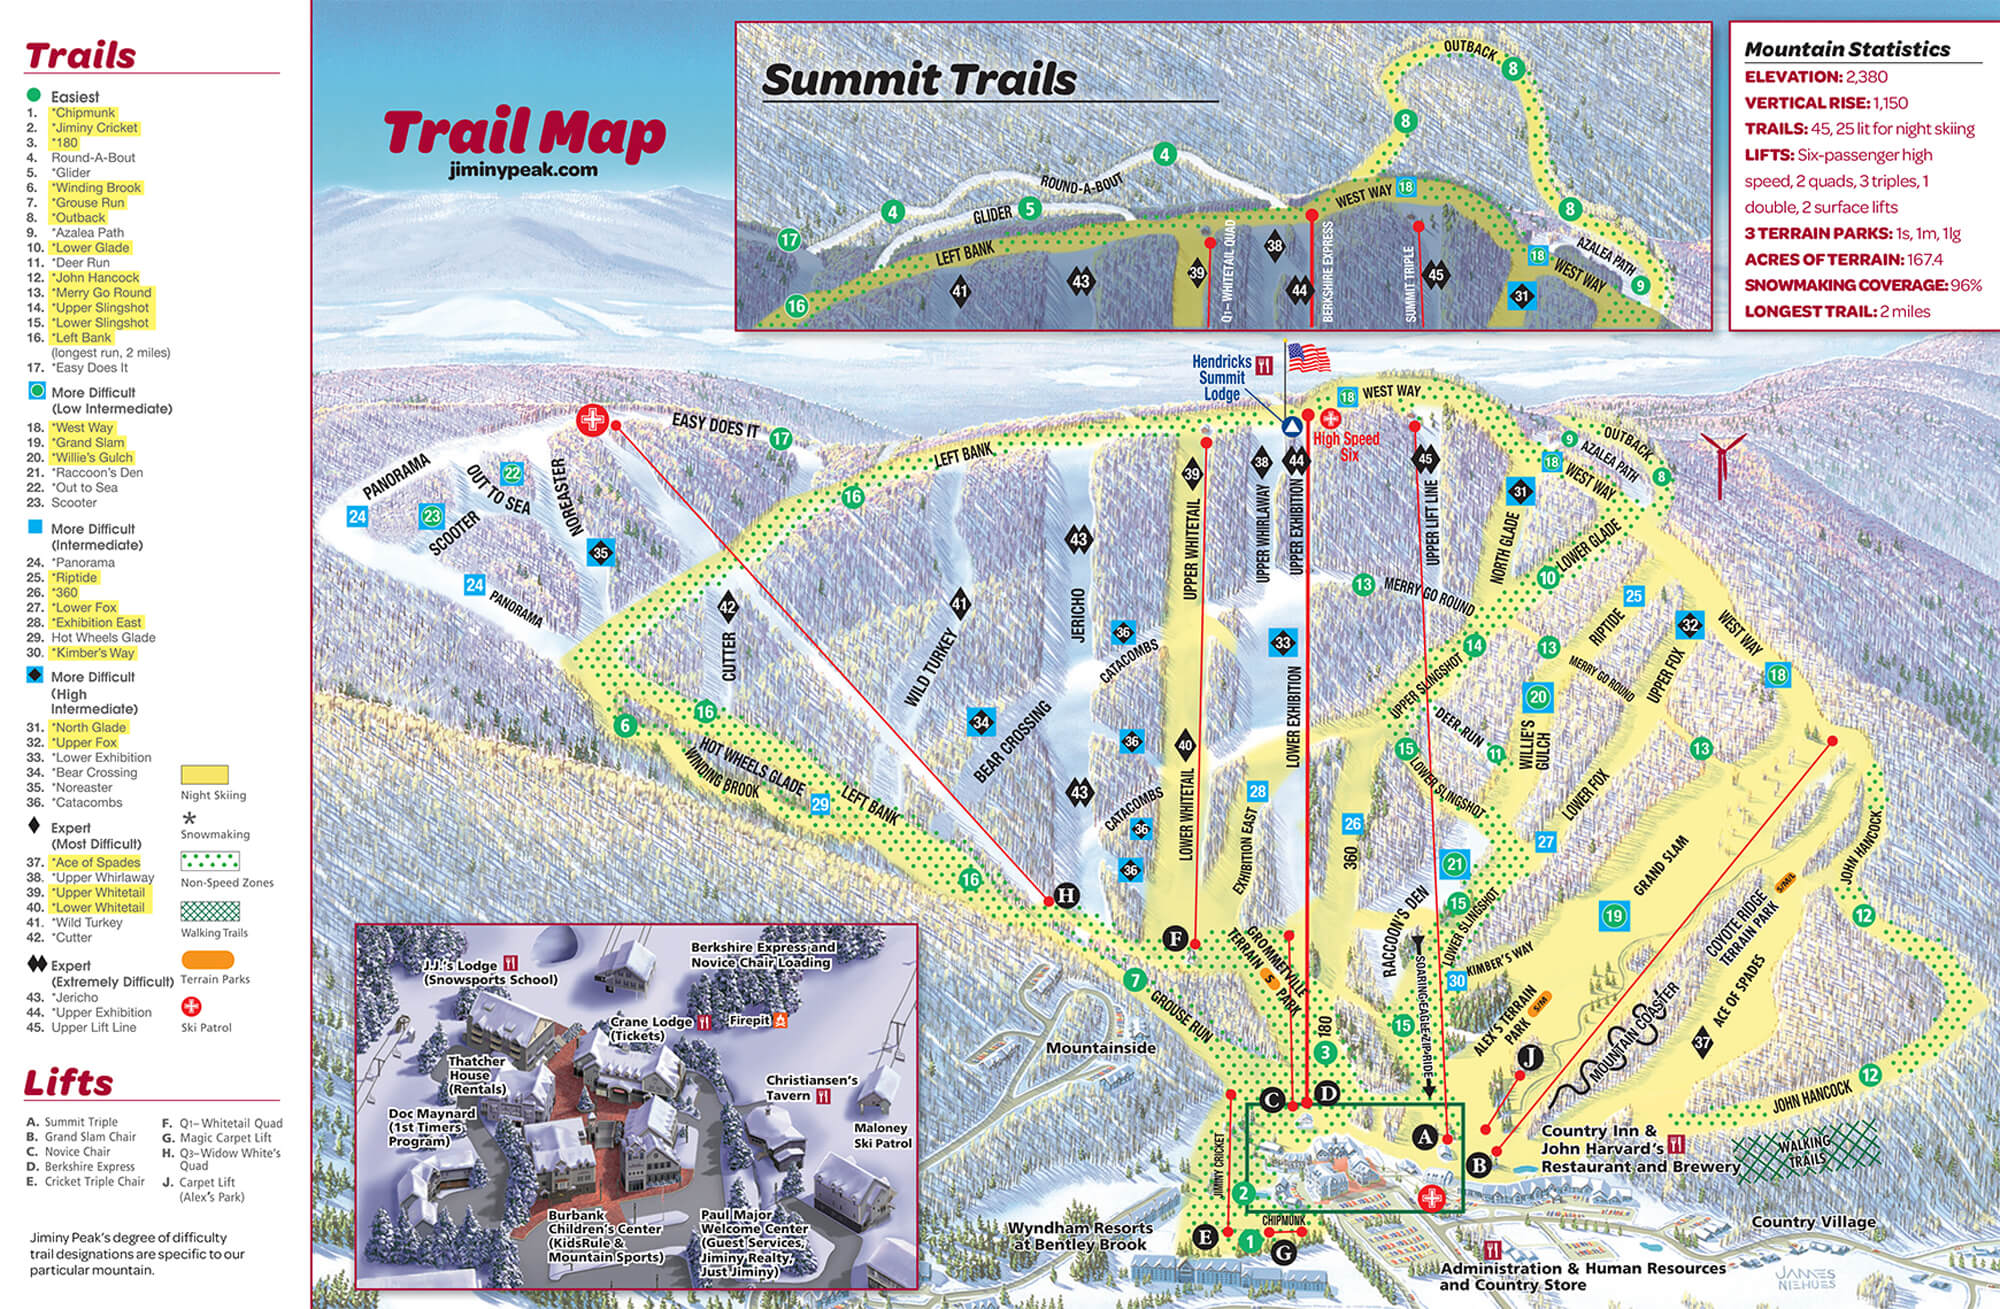 Trails
Easiest
1. *Chipmunk
2. *Jiminy Cricket
3. *180
4. Round-A-Bout
5. *Glider
6. *Winding Brook
7. *Grouse Run
8. *Outback
9. *Azalea Path
10. *Lower Glade
11. *Deer Run
12. *John Hancock
13. *Merry Go Round
14. *Upper Slingshot
15. *Lower Slingshot
16. *Left Bank
(longest run, 2 miles)
17. *Easy Does It
More Difficult
(Low Intermediate)
18. *West Way
19. *Grand Slam
20. *Willie's Gulch
21. *Raccoon's Den
22. *Out to Sea
23. Scooter
More Difficult
(Intermediate)
24. *Panorama
25. *Riptide
26. *360
27. *Lower Fox
28. *Exhibition East
29. Hot Wheels Glade
30. *Kimber's Way
More Difficult
(High
Intermediate)
31. *North Glade
32. *Upper Fox
33. *Lower Exhibition
34. *Bear Crossing
35. *Noreaster
36. *Catacombs
Expert
(Most Difficult)
37. *Ace of Spades
38. *Upper Whirlaway
39. *Upper Whitetail
40. *Lower Whitetail
41. *Wild Turkey
42. *Cutter
Expert
(Extremely Difficult)
43. *Jericho
44. *Upper Exhibition
45. Upper Lift Line
Night Skiing
*
Snowmaking
Non-Speed Zones
Walking Trails
Terrain Parks
Ski Patrol
Lifts
A. Summit Triple
B. Grand Slam Chair
C. Novice Chair
D. Berkshire Express
E. Cricket Triple Chair
F. Q1–Whitetail Quad
G. Magic Carpet Lift
H. Q3–Widow White's
Quad
J. Carpet Lift
(Alex's Park)
Jiminy Peak's degree of difficulty
trail designations are specific to our
particular mountain.
Trail Map
jiminypeak.com
Summit Trails
OUTBACK
8
8
4
ROUND-A-BOUT
WEST WAY
18
4
GLIDER
5
8
17
LEFT BANK
Q1–WHITETAIL QUAD
38
BERKSHIRE EXPRESS
SUMMIT TRIPLE
18
AZALEA PATH
WEST WAY
9
16
41
43
39
44
45
31
Mountain Statistics
ELEVATION: 2,380
VERTICAL RISE: 1,150
TRAILS: 45, 25 lit for night skiing
LIFTS: Six-passenger high
speed, 2 quads, 3 triples, 1
double, 2 surface lifts
3 TERRAIN PARKS: 1s, 1m, 1lg
ACRES OF TERRAIN: 167.4
SNOWMAKING COVERAGE: 96%
LONGEST TRAIL: 2 miles
Hendricks
Summit
Lodge
18
WEST WAY
High Speed
Six
EASY DOES IT
17
LEFT BANK
16
PANORAMA
24
OUT TO SEA
22
SCOOTER
23
NOREASTER
35
24
PANORAMA
39
UPPER WHITETAIL
38
UPPER WHIRLAWAY
44
UPPER EXHIBITION
45
UPPER LIFT LINE
31
NORTH GLADE
18
WEST WAY
9
AZALEA PATH
OUTBACK
8
LOWER GLADE
10
43
JERICHO
13
MERRY GO ROUND
42
CUTTER
41
WILD TURKEY
36
CATACOMBS
33
LOWER EXHIBITION
14
UPPER SLINGSHOT
13
MERRY GO ROUND
25
RIPTIDE
32
UPPER FOX
WEST WAY
18
6
16
HOT WHEELS GLADE
WINDING BROOK
29
LEFT BANK
16
34
BEAR CROSSING
43
36
CATACOMBS
36
36
40
LOWER WHITETAIL
28
EXHIBITION EAST
26
360
15
LOWER SLINGSHOT
DEER RUN
11
20
WILLIE'S
GULCH
13
LOWER FOX
27
21
RACCOON'S DEN
15
LOWER SLINGSHOT
GRAND SLAM
19
JOHN HANCOCK
12
COYOTE RIDGE
TERRAIN PARK
S/M/L
ACE OF SPADES
37
H
F
7
GROUSE RUN
GROMMETVILLE
TERRAIN PARK
S
180
3
15
SOARING EAGLE ZIP RIDE
30
KIMBER'S WAY
ALEX'S TERRAIN
PARK
S/M
J
MOUNTAIN COASTER
12
JOHN HANCOCK
WALKING
TRAILS
Mountainside
C
D
A
B
JIMINY CRICKET
2
E
1
CHIPMUNK
G
Country Inn &
John Harvard's
Restaurant and Brewery
Wyndham Resorts
at Bentley Brook
Country Village
Administration & Human Resources
and Country Store
JAMES
NIEHUES
J.J.'s Lodge
(Snowsports School)
Berkshire Express and
Novice Chair Loading
Crane Lodge
(Tickets)
Firepit
Thatcher
House
(Rentals)
Christiansen's
Tavern
Doc Maynard
(1st Timers
Program)
Maloney
Ski Patrol
Burbank
Children's Center
(KidsRule &
Mountain Sports)
Paul Major
Welcome Center
(Guest Services,
Jiminy Realty,
Just Jiminy)